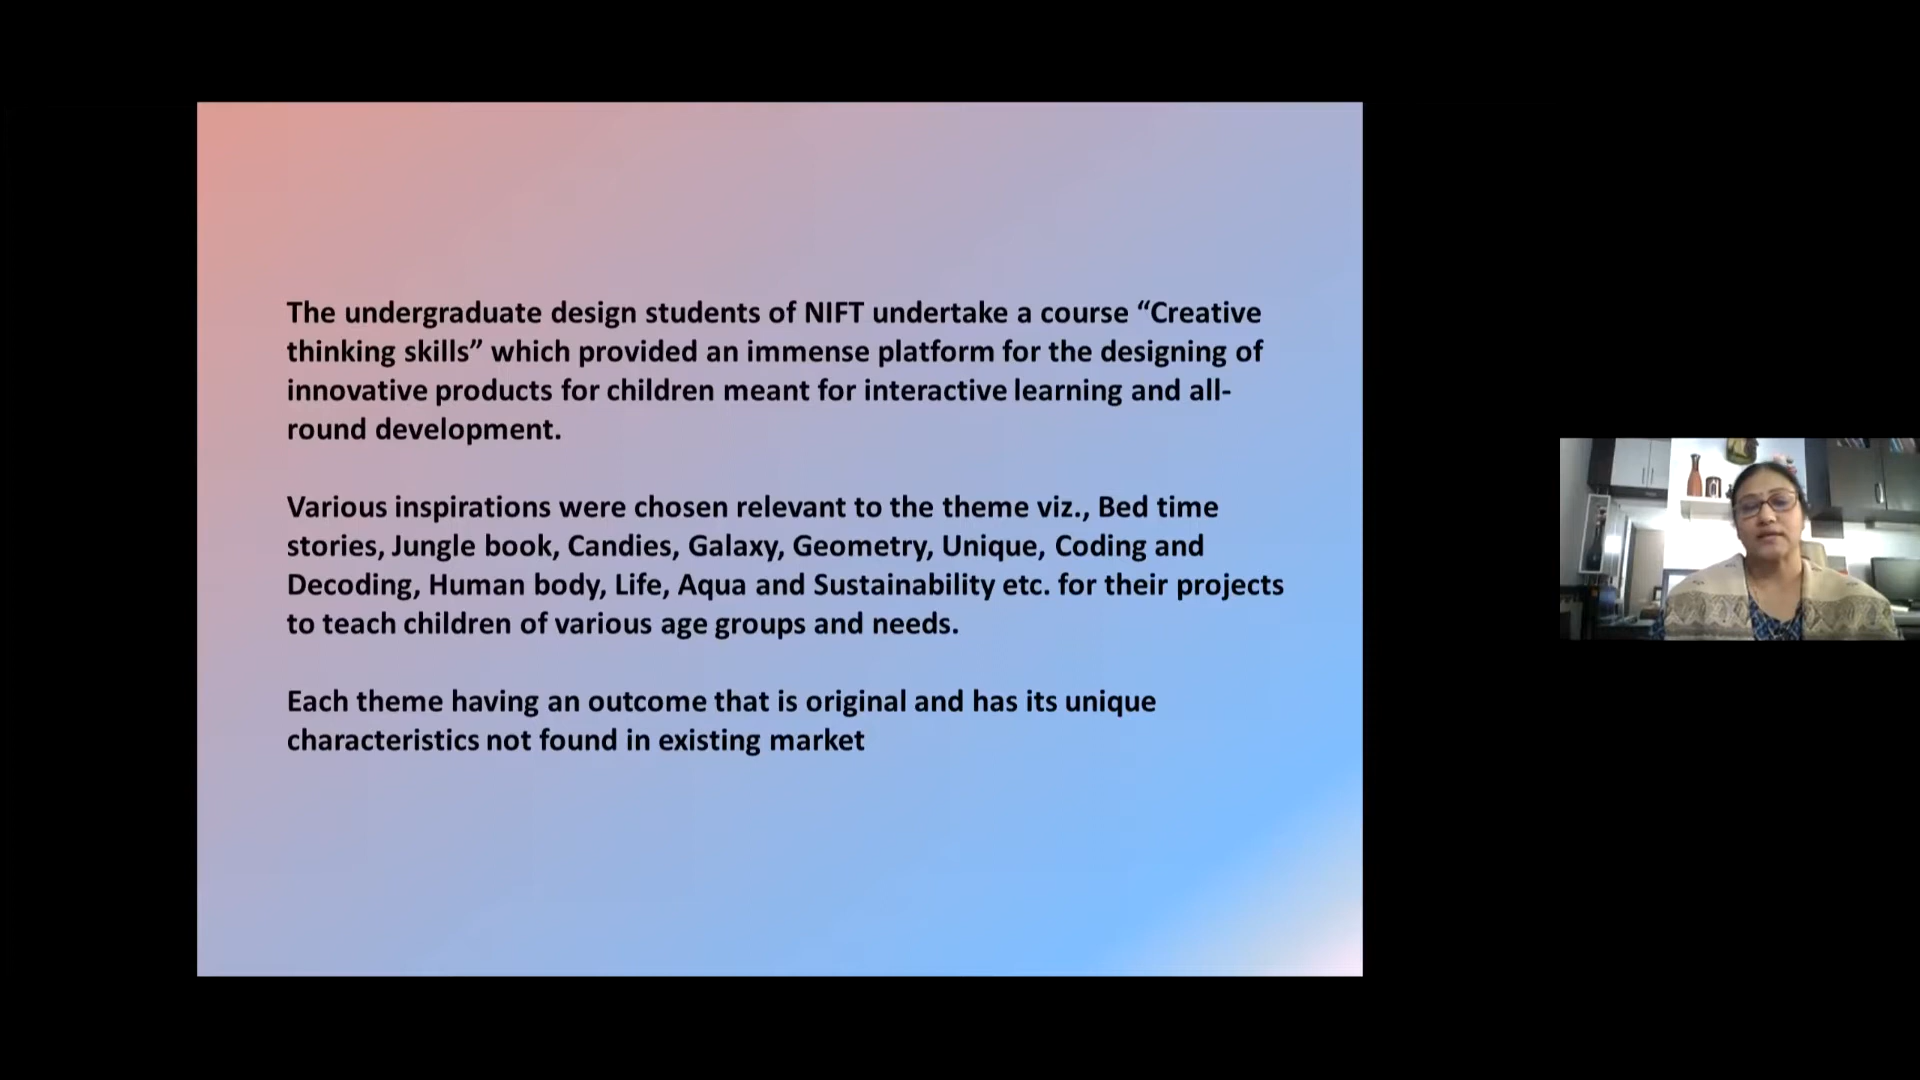 The undergraduate design students of NIFT undertake a course “Creative
thinking skills” which provided an immense platform for the designing of
innovative products for children meant for interactive learning and all-
round development.
Various inspirations were chosen relevant to the theme viz., Bed time
stories, Jungle book, Candies, Galaxy, Geometry, Unique, Coding and
Decoding, Human body, Life, Aqua and Sustainability etc. for their projects
to teach children of various age groups and needs.
Each theme having an outcome that is original and has its unique
characteristics not found in existing market